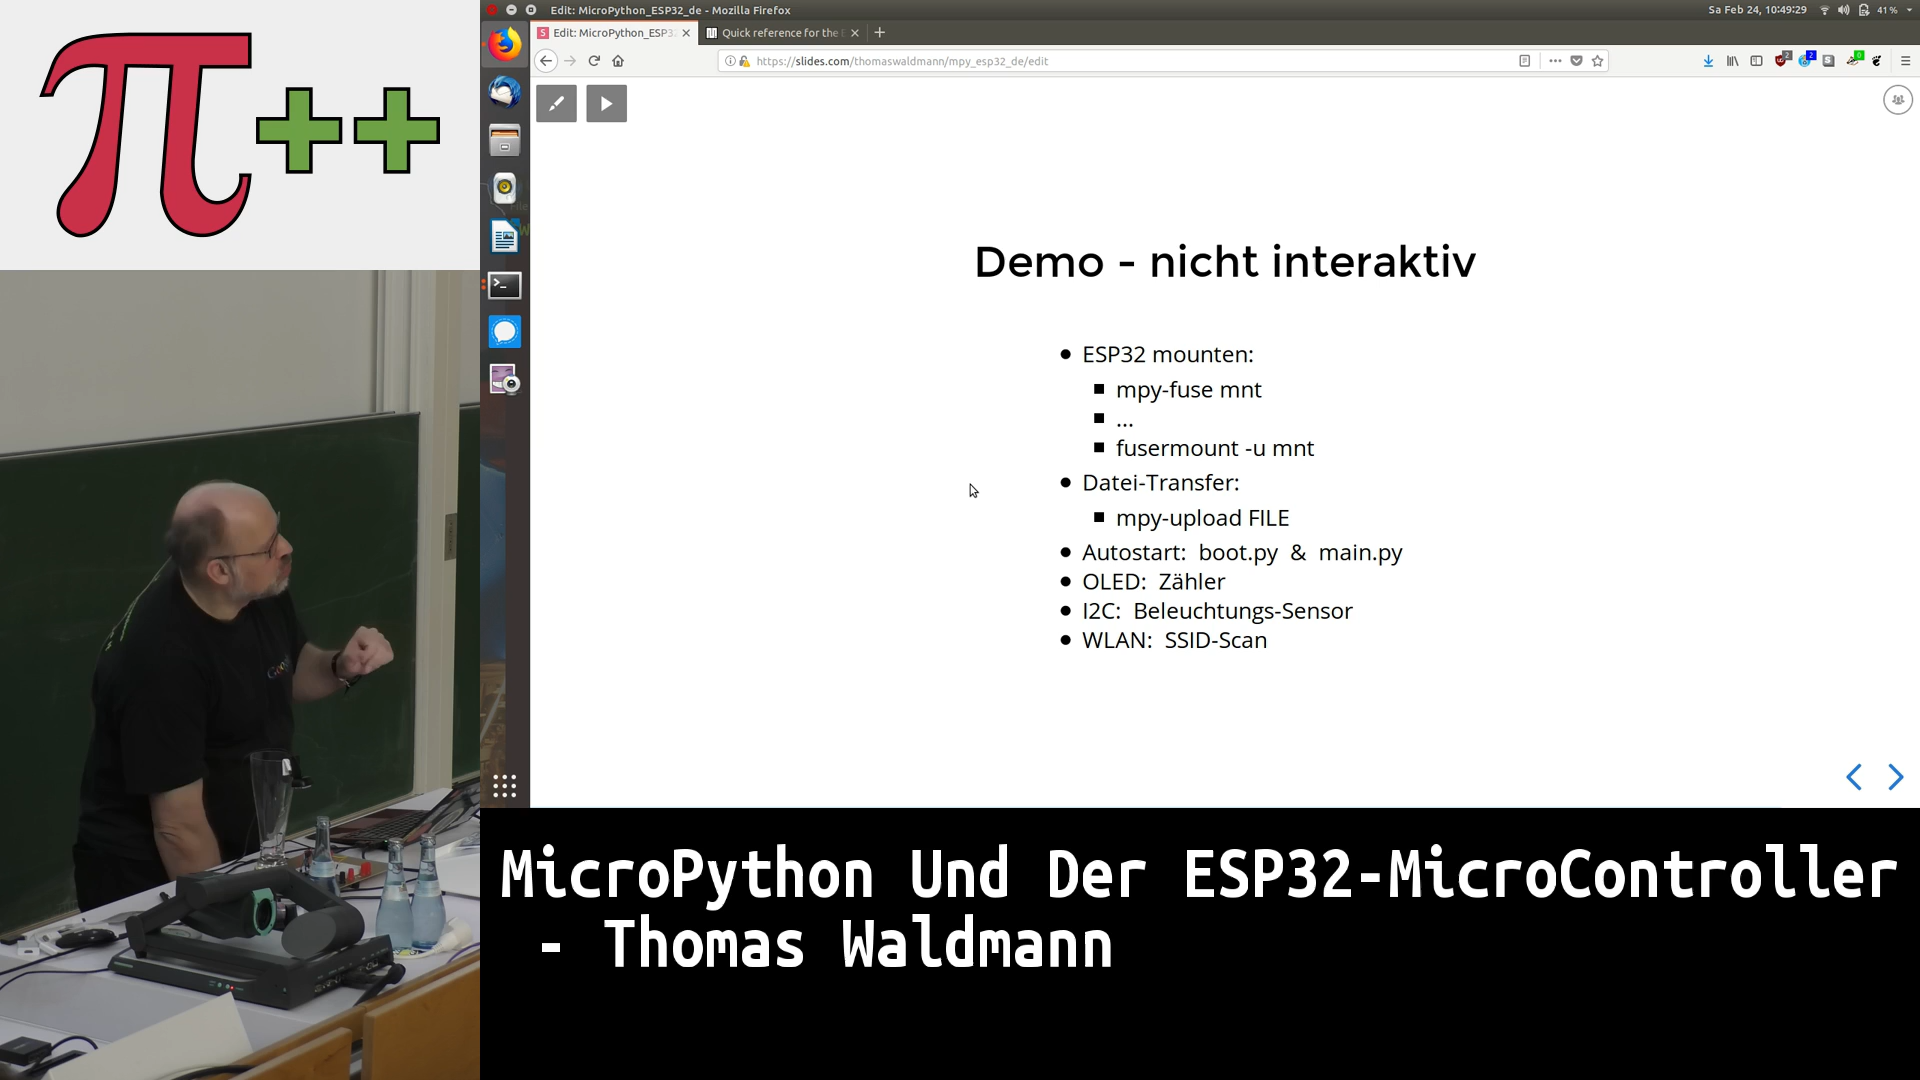 π++
Edit: MicroPython_ESP32_de - Mozilla Firefox
Sa Feb 24, 10:49:29
41%
Edit: MicroPython_ESP32
Quick reference for the
https://slides.com/thomaswaldmann/mpy_esp32_de/edit
Demo - nicht interaktiv
● ESP32 mounten:
■ mpy-fuse mnt
■ ...
■ fusermount -u mnt
● Datei-Transfer:
■ mpy-upload FILE
● Autostart: boot.py & main.py
● OLED: Zähler
● I2C: Beleuchtungs-Sensor
● WLAN: SSID-Scan
MicroPython Und Der ESP32-MicroController
- Thomas Waldmann